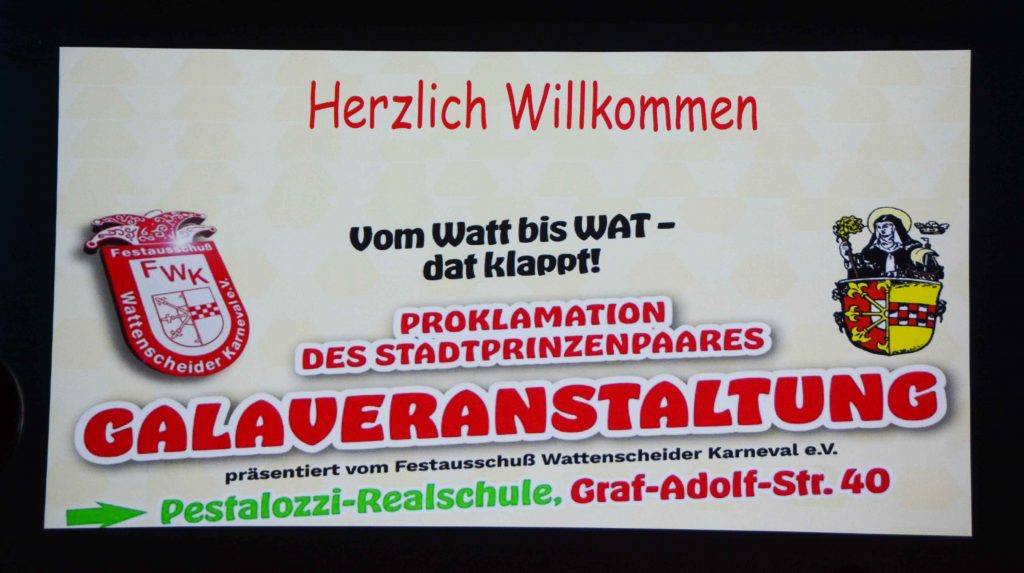 Herzlich Willkommen
Vom Watt bis WAT –
dat klappt!
Festausschuß
FWK
Wattenscheider Karneval e.V.
PROKLAMATION
DES STADTPRINZENPAARES
GALAVERANSTALTUNG
präsentiert vom Festausschuß Wattenscheider Karneval e.V.
Pestalozzi-Realschule, Graf-Adolf-Str. 40